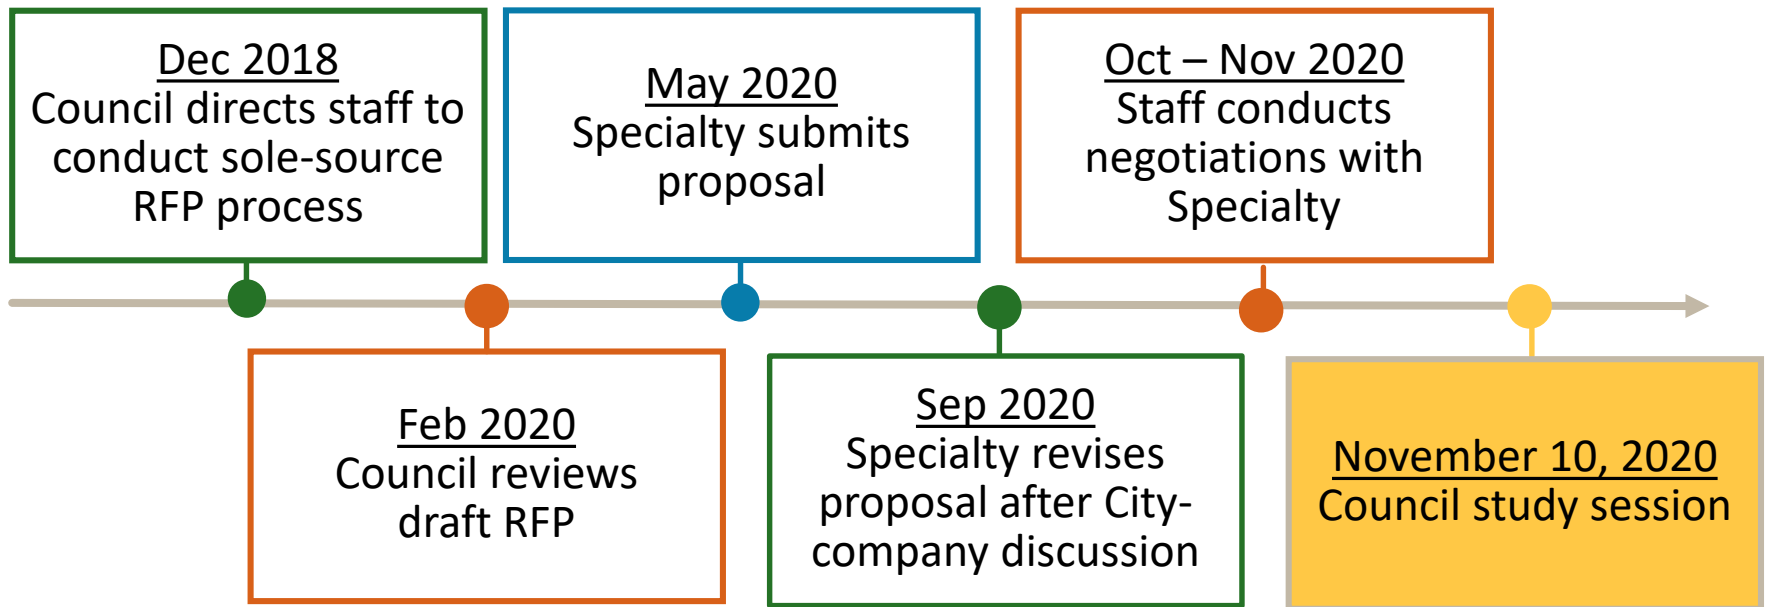 Dec 2018
Council directs staff to
conduct sole-source
RFP process
Feb 2020
Council reviews
draft RFP
May 2020
Specialty submits
proposal
Sep 2020
Specialty revises
proposal after City-
company discussion
Oct – Nov 2020
Staff conducts
negotiations with
Specialty
November 10, 2020
Council study session